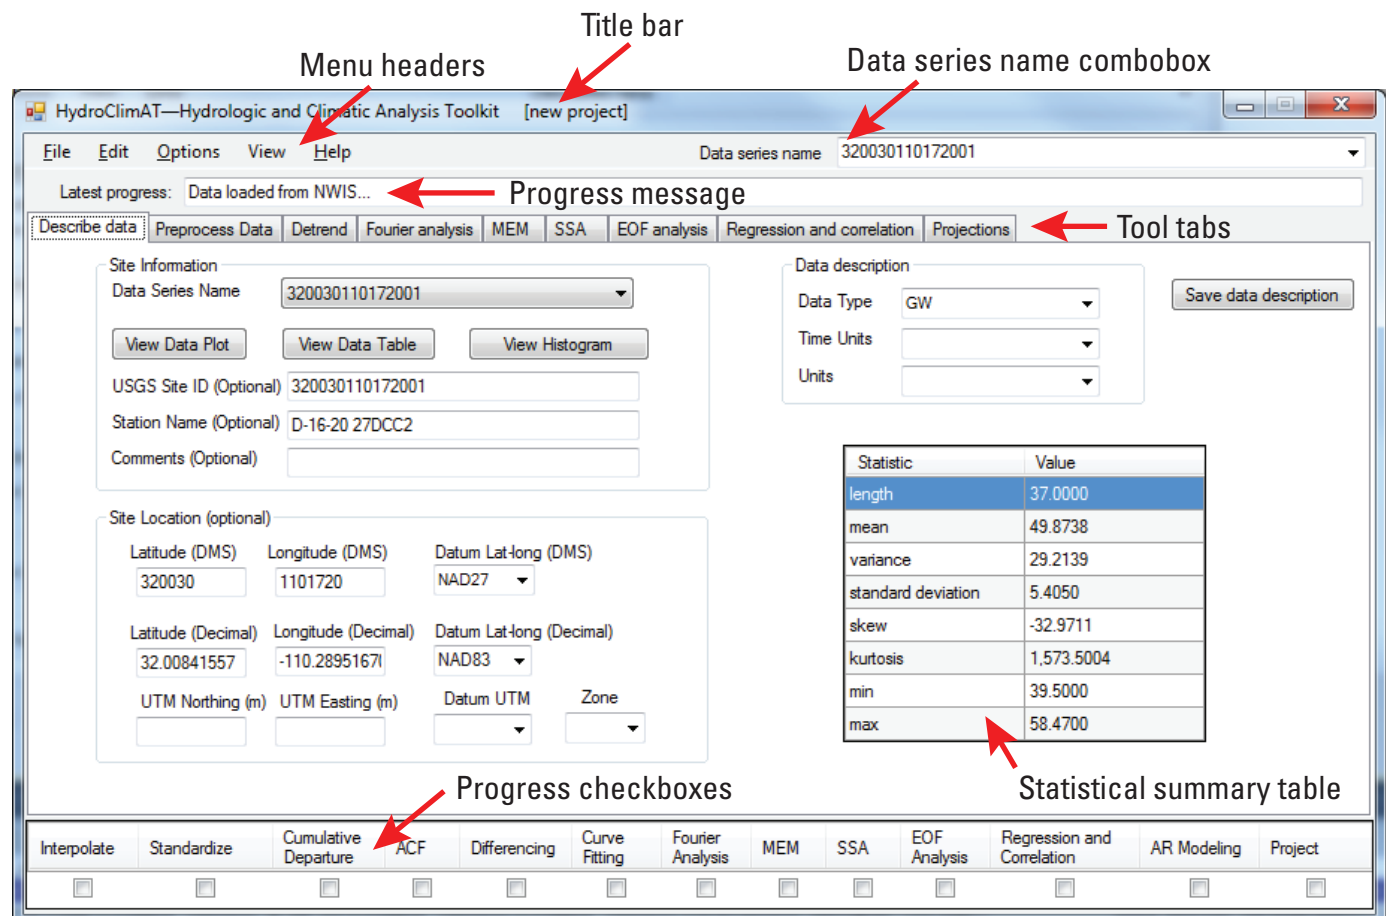 Title bar
Menu headers
Data series name combobox
HydroClimAT—Hydrologic and Climatic Analysis Toolkit [new project]
File Edit Options View Help
Data series name 320030110172001
Latest progress: Data loaded from NWIS...
Progress message
Describe data Preprocess Data Detrend Fourier analysis MEM SSA EOF analysis Regression and correlation Projections
Tool tabs
Site Information
Data Series Name 320030110172001
View Data Plot View Data Table View Histogram
USGS Site ID (Optional) 320030110172001
Station Name (Optional) D-16-20 27DCC2
Comments (Optional)
Data description
Data Type GW
Time Units
Units
Save data description
Site Location (optional)
Latitude (DMS) Longitude (DMS) Datum Lat-long (DMS)
320030 1101720 NAD27
Latitude (Decimal) Longitude (Decimal) Datum Lat-long (Decimal)
32.00841557 -110.2895167( NAD83
UTM Northing (m) UTM Easting (m) Datum UTM Zone
Statistic Value
length 37.0000
mean 49.8738
variance 29.2139
standard deviation 5.4050
skew -32.9711
kurtosis 1,573.5004
min 39.5000
max 58.4700
Statistical summary table
Progress checkboxes
Interpolate
Standardize
Cumulative
Departure
ACF
Differencing
Curve
Fitting
Fourier
Analysis
MEM
SSA
EOF
Analysis
Regression and
Correlation
AR Modeling
Project